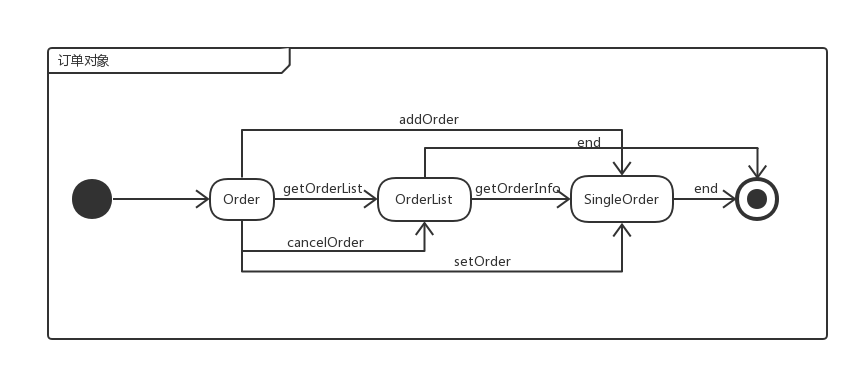 订单对象
addOrder
end
getOrderList
getOrderInfo
end
Order
OrderList
SingleOrder
cancelOrder
setOrder